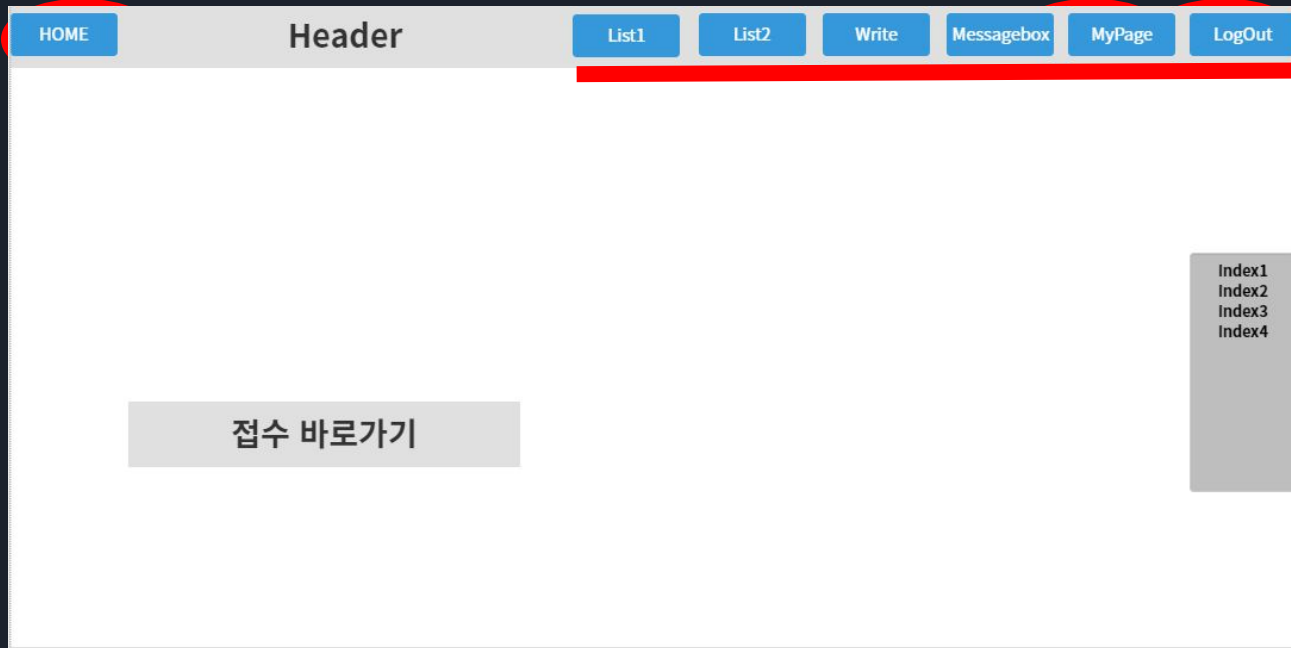 HOME
Header
List1
List2
Write
Messagebox
MyPage
LogOut
Index1
Index2
Index3
Index4
접수 바로가기